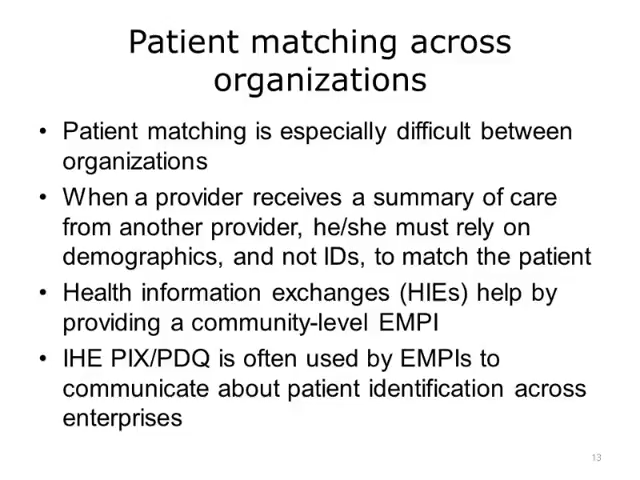 Patient matching across
organizations
• Patient matching is especially difficult between
organizations
• When a provider receives a summary of care
from another provider, he/she must rely on
demographics, and not IDs, to match the patient
• Health information exchanges (HIEs) help by
providing a community-level EMPI
• IHE PIX/PDQ is often used by EMPIs to
communicate about patient identification across
enterprises
13